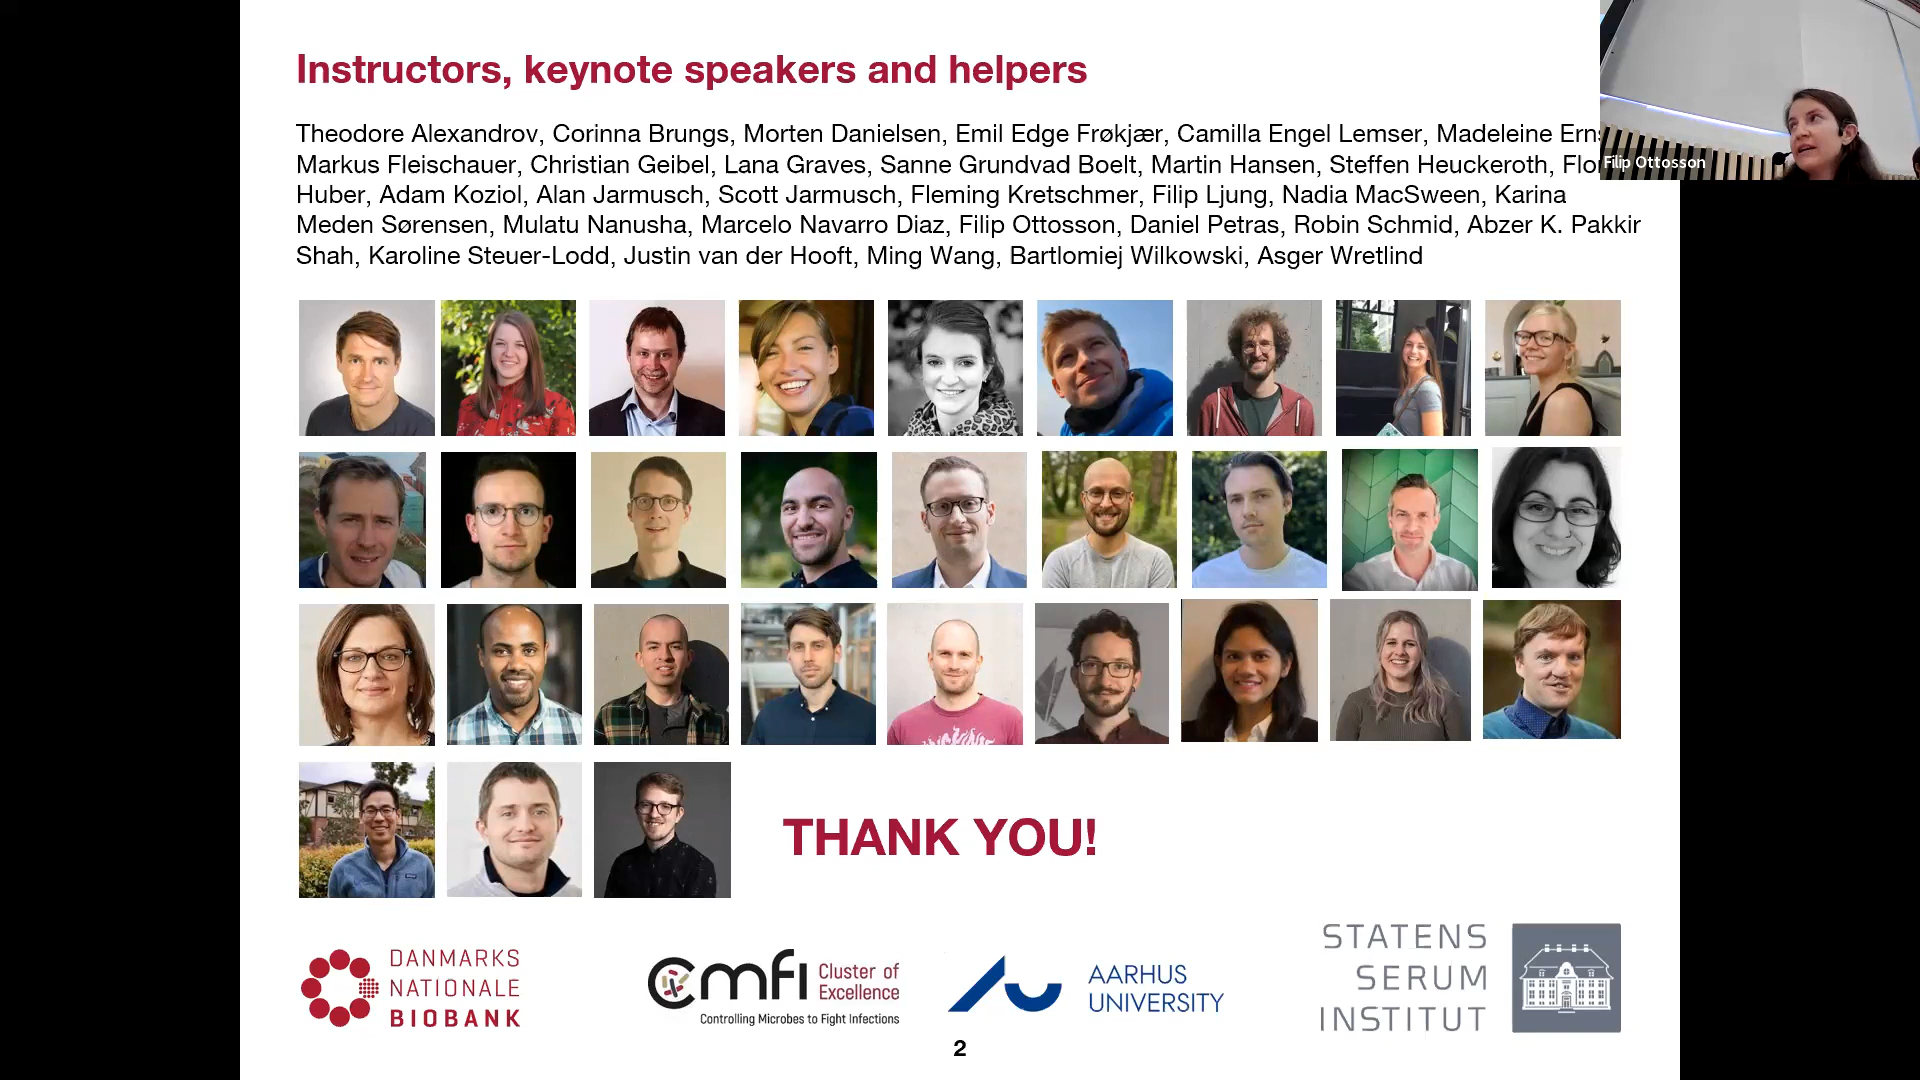 Instructors, keynote speakers and helpers
Theodore Alexandrov, Corinna Brungs, Morten Danielsen, Emil Edge Frøkjær, Camilla Engel Lemser, Madeleine
Markus Fleischauer, Christian Geibel, Lana Graves, Sanne Grundvad Boelt, Martin Hansen, Steffen Heuckeroth,
Filip Ottosson
Huber, Adam Koziol, Alan Jarmusch, Scott Jarmusch, Fleming Kretschmer, Filip Ljung, Nadia MacSween, Karina
Meden Sørensen, Mulatu Nanusha, Marcelo Navarro Diaz, Filip Ottosson, Daniel Petras, Robin Schmid, Abzer K. Pakkir
Shah, Karoline Steuer-Lodd, Justin van der Hooft, Ming Wang, Bartlomiej Wilkowski, Asger Wretlind
THANK YOU!
DANMARKS
NATIONALE
BIOBANK
cmfi Cluster of
Excellence
Controlling Microbes to Fight Infections
AARHUS
UNIVERSITY
STATENS
SERUM
INSTITUT
2